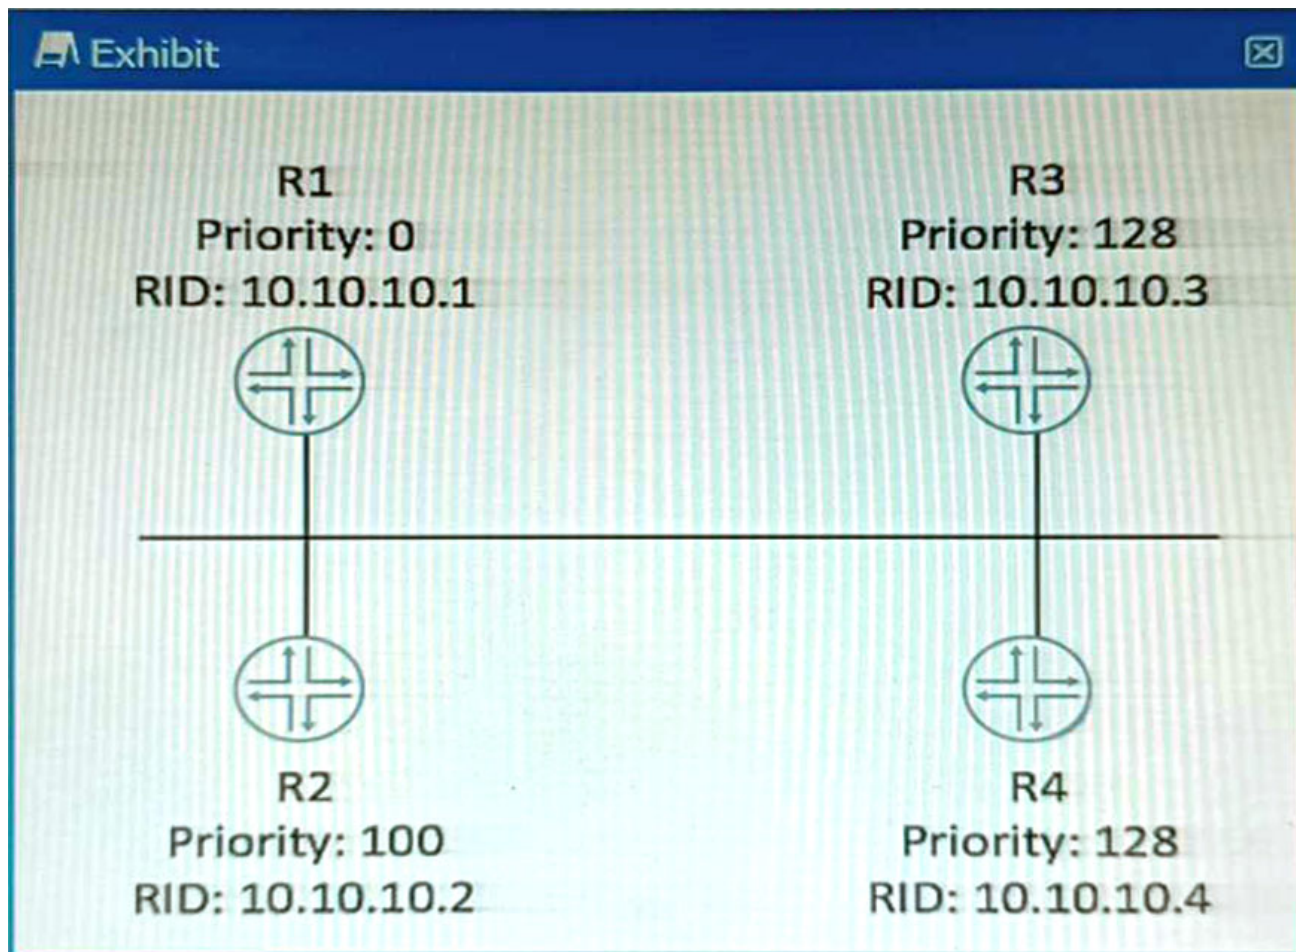 Exhibit
R1
Priority: 0
RID: 10.10.10.1
R3
Priority: 128
RID: 10.10.10.3
R2
Priority: 100
RID: 10.10.10.2
R4
Priority: 128
RID: 10.10.10.4